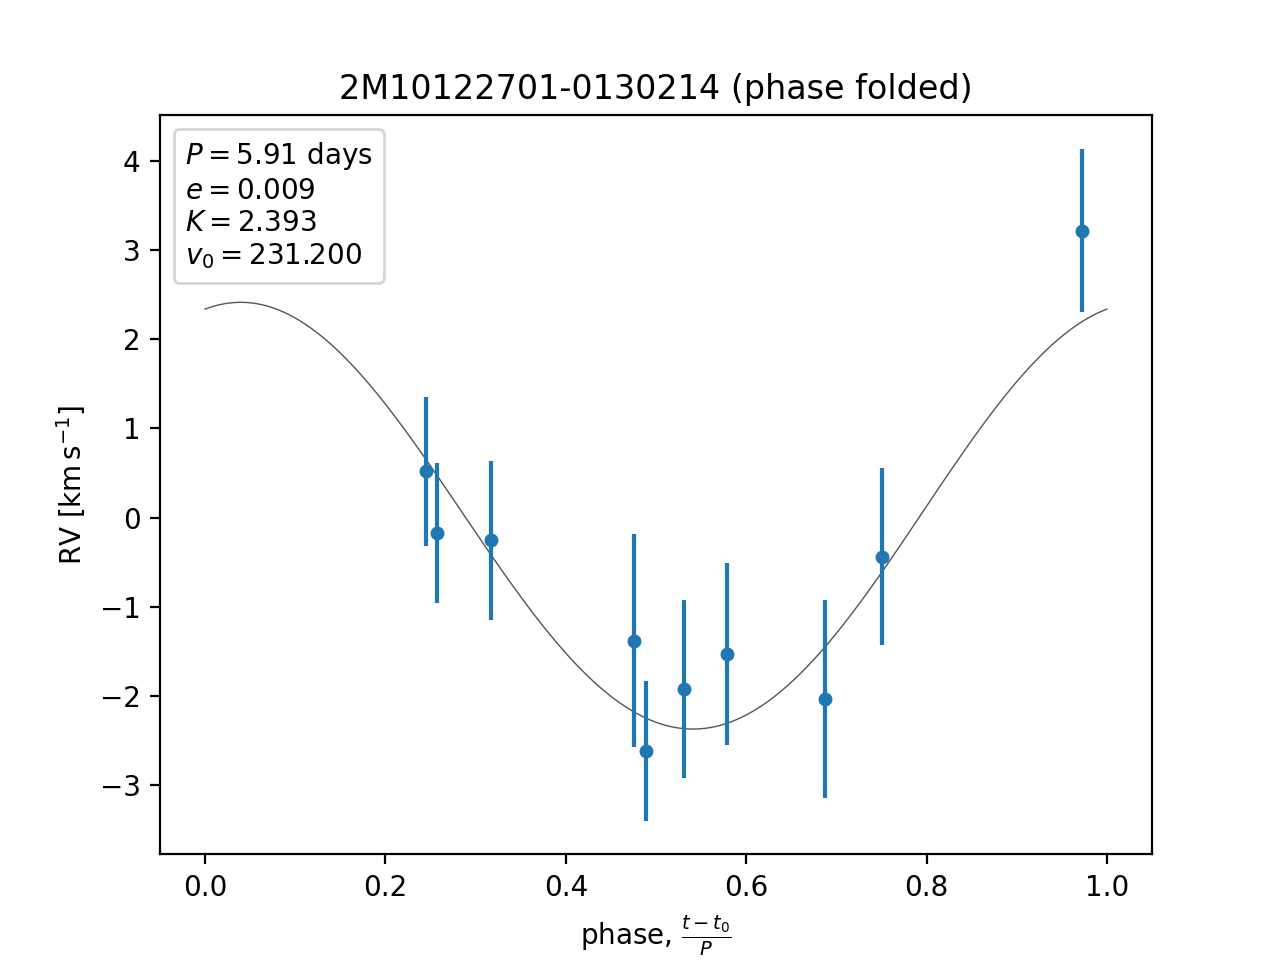 2M10122701-0130214 (phase folded)
P = 5.91 days
e = 0.009
K = 2.393
v₀ = 231.200
4
3
2
1
0
−1
−2
−3
RV [km s⁻¹]
0.0 0.2 0.4 0.6 0.8 1.0
phase, (t − t₀)/P